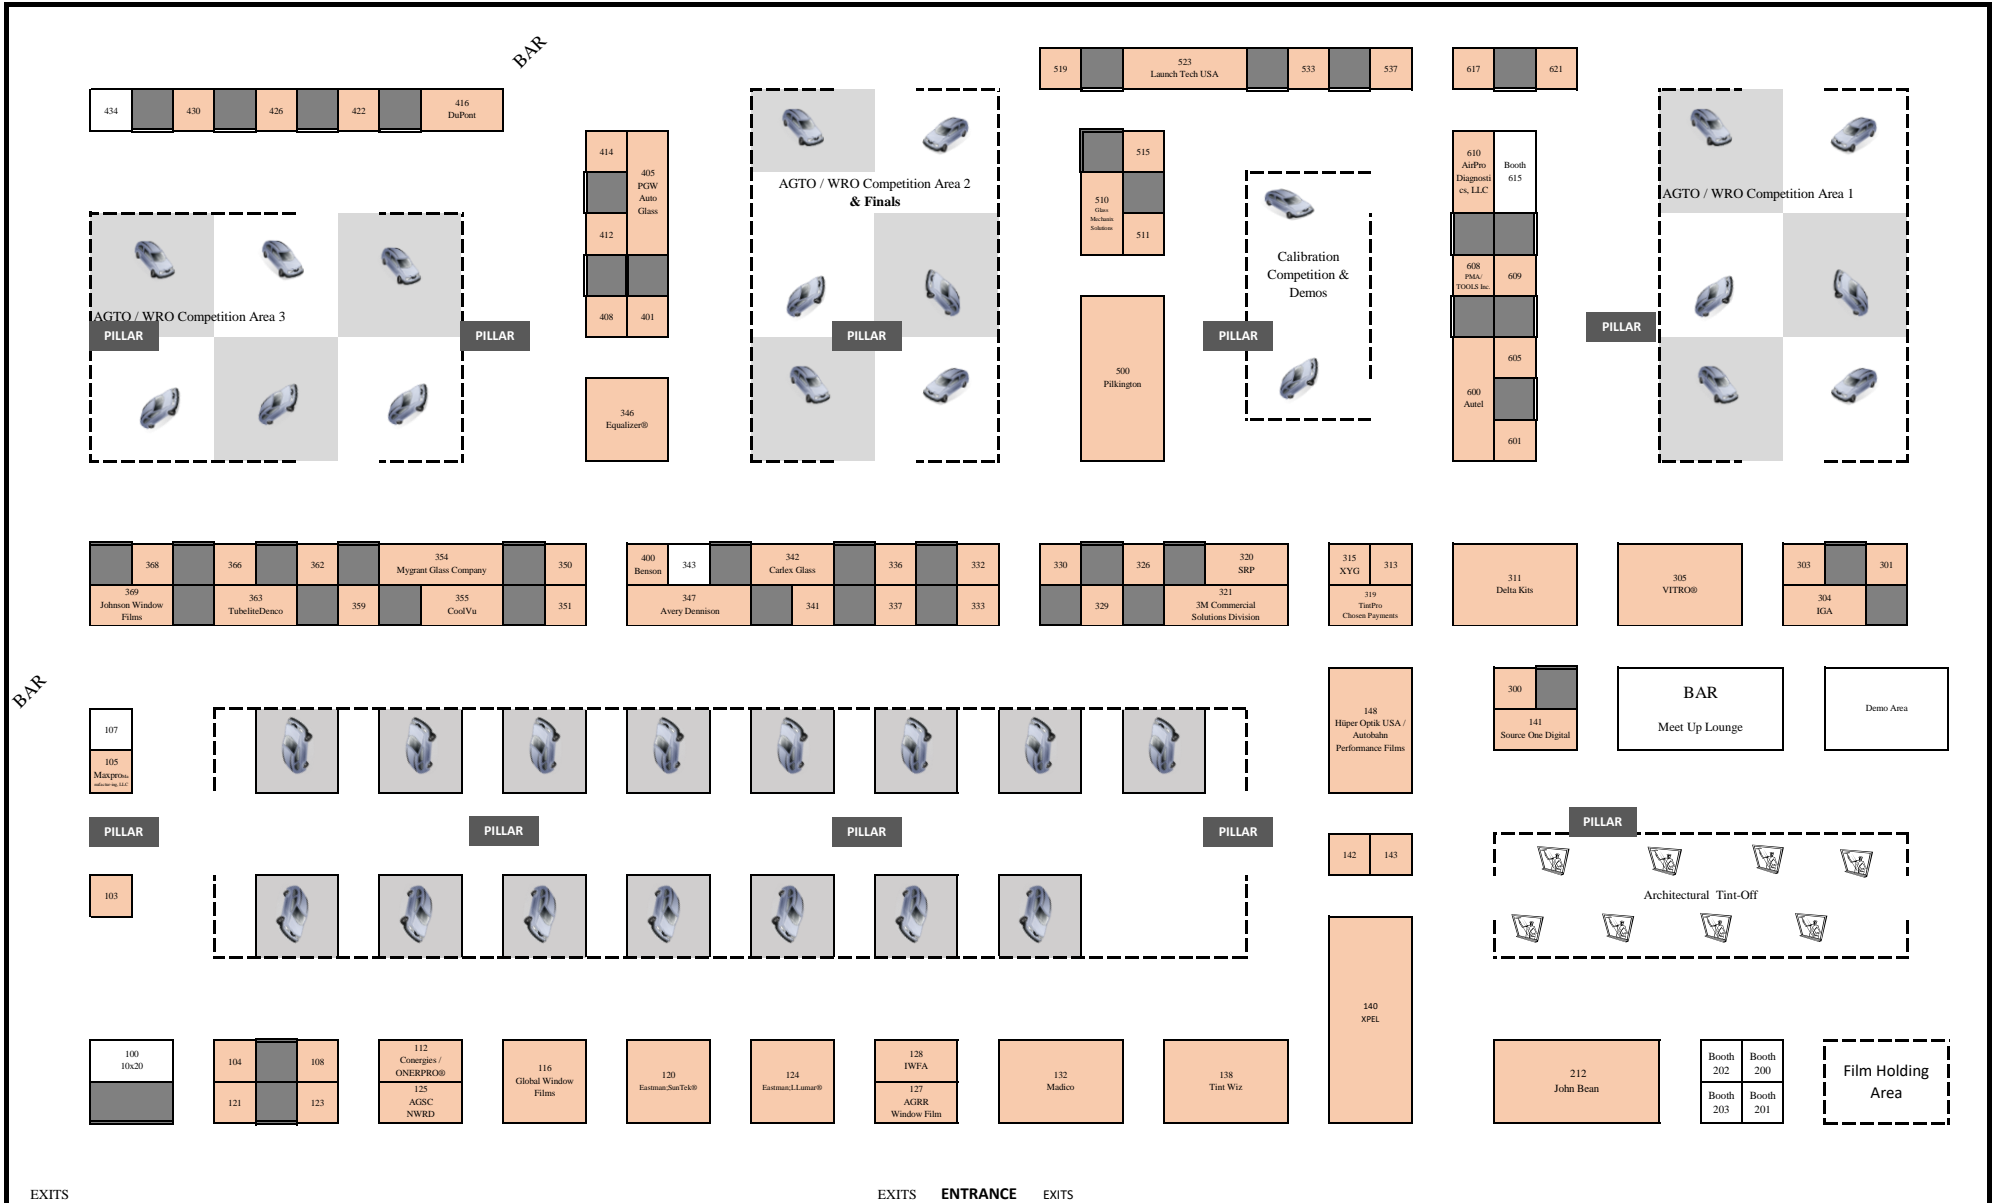 BAR
519
523
Launch Tech USA
533
537
617
621
434
430
426
422
416
DuPont
414
405
PGW
Auto
Glass
412
408
401
346
Equalizer®
AGTO / WRO Competition Area 2
& Finals
PILLAR
515
510
Glass
Mechanix
Solutions
511
500
Pilkington
Calibration
Competition &
Demos
PILLAR
610
AirPro
Diagnosti
cs, LLC
Booth
615
608
PMA/
TOOLS Inc.
609
605
600
Autel
601
PILLAR
AGTO / WRO Competition Area 1
AGTO / WRO Competition Area 3
PILLAR
PILLAR
368
366
362
354
Mygrant Glass Company
350
369
Johnson Window
Films
363
TubeliteDenco
359
355
CoolVu
351
400
Benson
343
342
Carlex Glass
336
332
347
Avery Dennison
341
337
333
330
326
320
SRP
329
321
3M Commercial
Solutions Division
315
XYG
313
319
TintPro
Chosen Payments
311
Delta Kits
305
VITRO®
303
301
304
IGA
BAR
107
105
MaxproMa
nufactur-ing, LLC
PILLAR
PILLAR
PILLAR
PILLAR
103
148
Hüper Optik USA /
Autobahn
Performance Films
300
141
Source One Digital
BAR
Meet Up Lounge
Demo Area
142
143
PILLAR
Architectural Tint-Off
140
XPEL
100
10x20
104
108
121
123
112
Conergies /
ONERPRO®
125
AGSC
NWRD
116
Global Window
Films
120
Eastman;SunTek®
124
Eastman;LLumar®
128
IWFA
127
AGRR
Window Film
132
Madico
138
Tint Wiz
212
John Bean
Booth
202
Booth
200
Booth
203
Booth
201
Film Holding
Area
EXITS
EXITS ENTRANCE EXITS